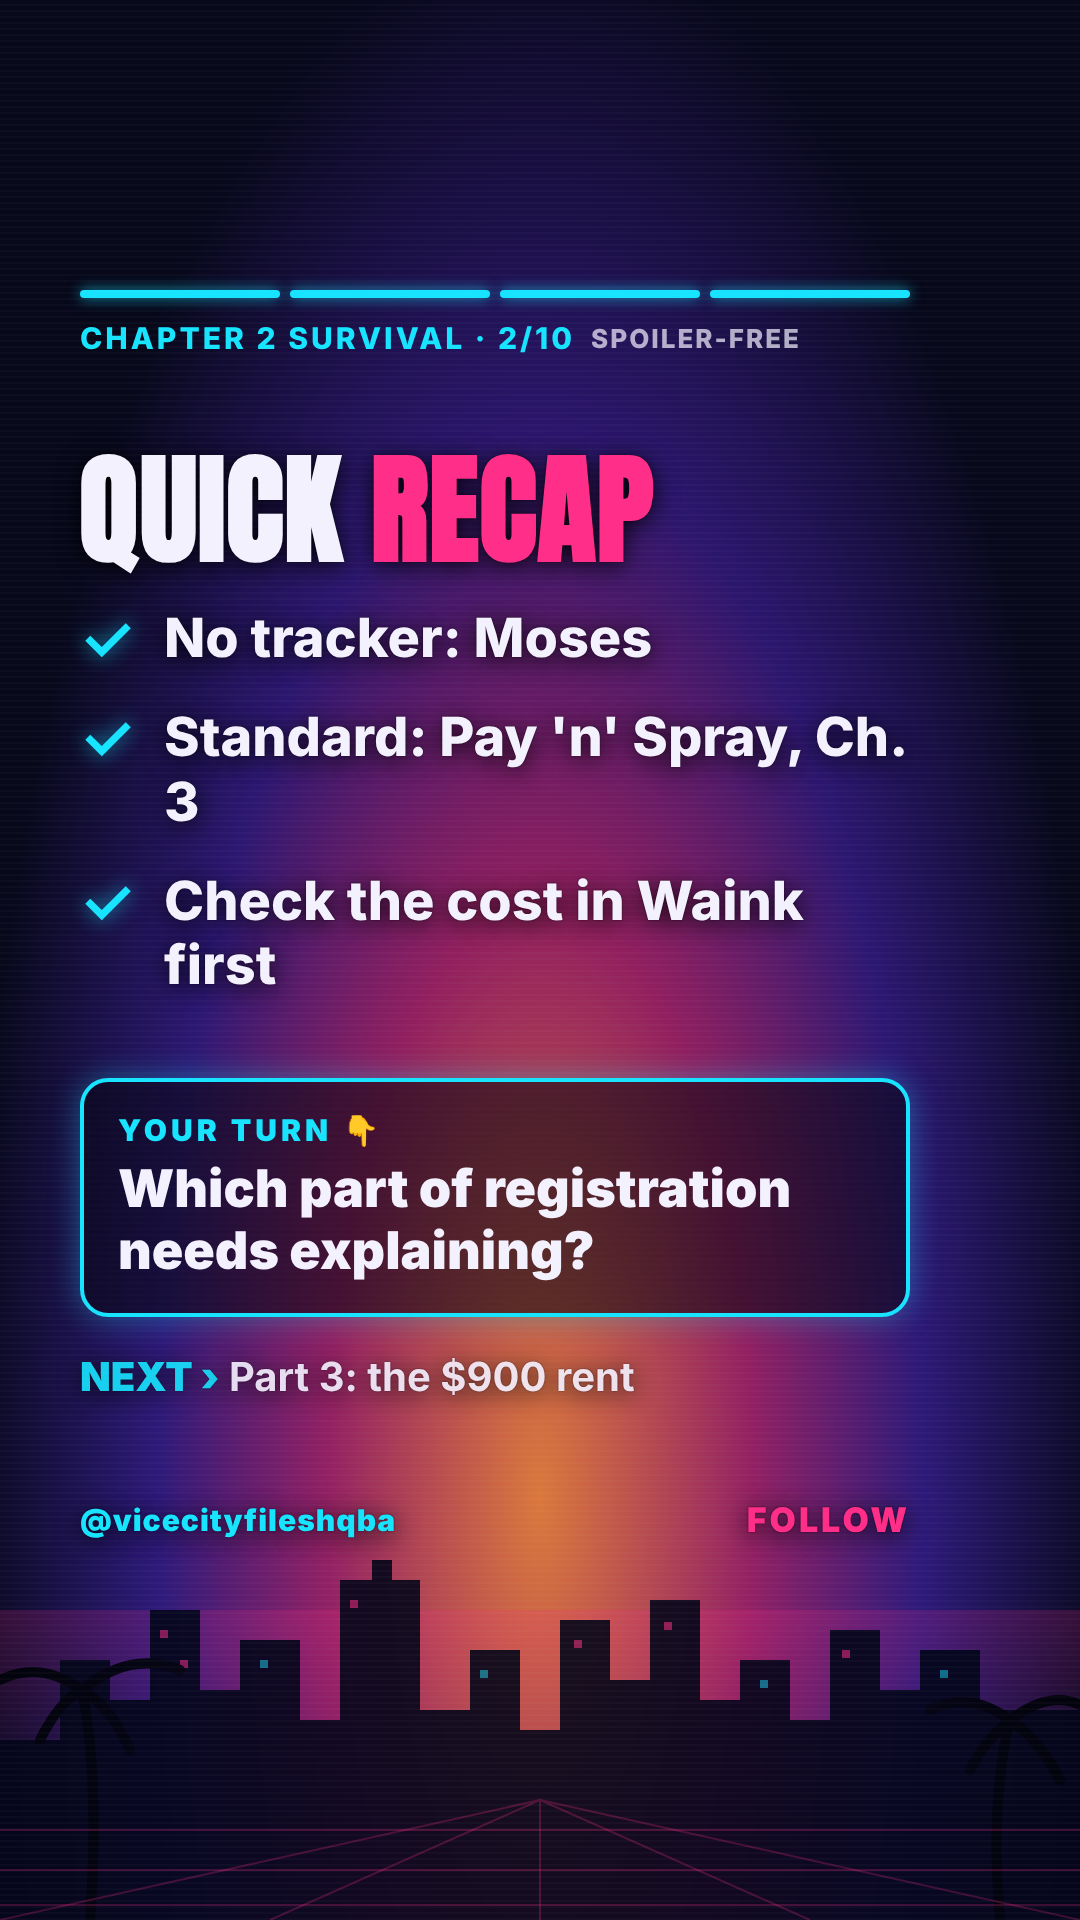 CHAPTER 2 SURVIVAL · 2/10 SPOILER-FREE
QUICK RECAP
No tracker: Moses
Standard: Pay 'n' Spray, Ch.
3
Check the cost in Waink
first
YOUR TURN 👇
Which part of registration
needs explaining?
NEXT › Part 3: the $900 rent
@vicecityfileshqba
FOLLOW